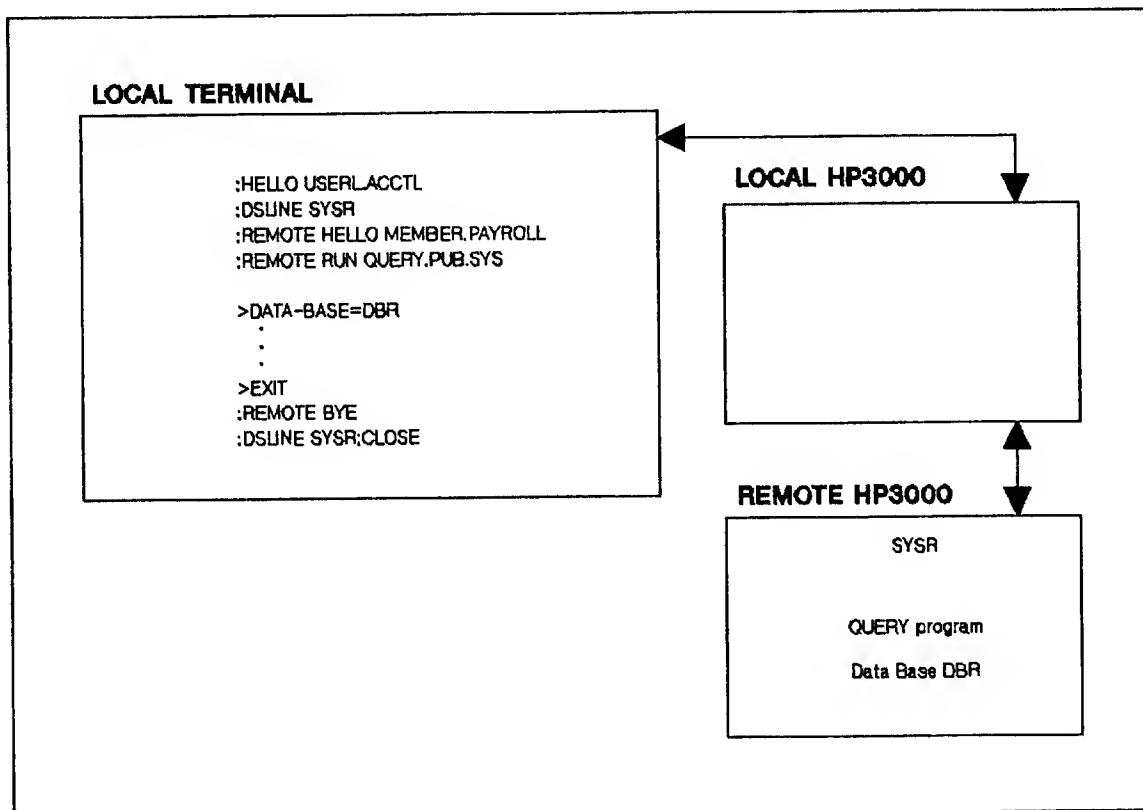 LOCAL TERMINAL
:HELLO USERL.ACCTL
:DSLINE SYSR
:REMOTE HELLO MEMBER.PAYROLL
:REMOTE RUN QUERY.PUB.SYS
>DATA-BASE=DBR
.
.
.
>EXIT
:REMOTE BYE
:DSLINE SYSR;CLOSE
LOCAL HP3000
REMOTE HP3000
SYSR
QUERY program
Data Base DBR